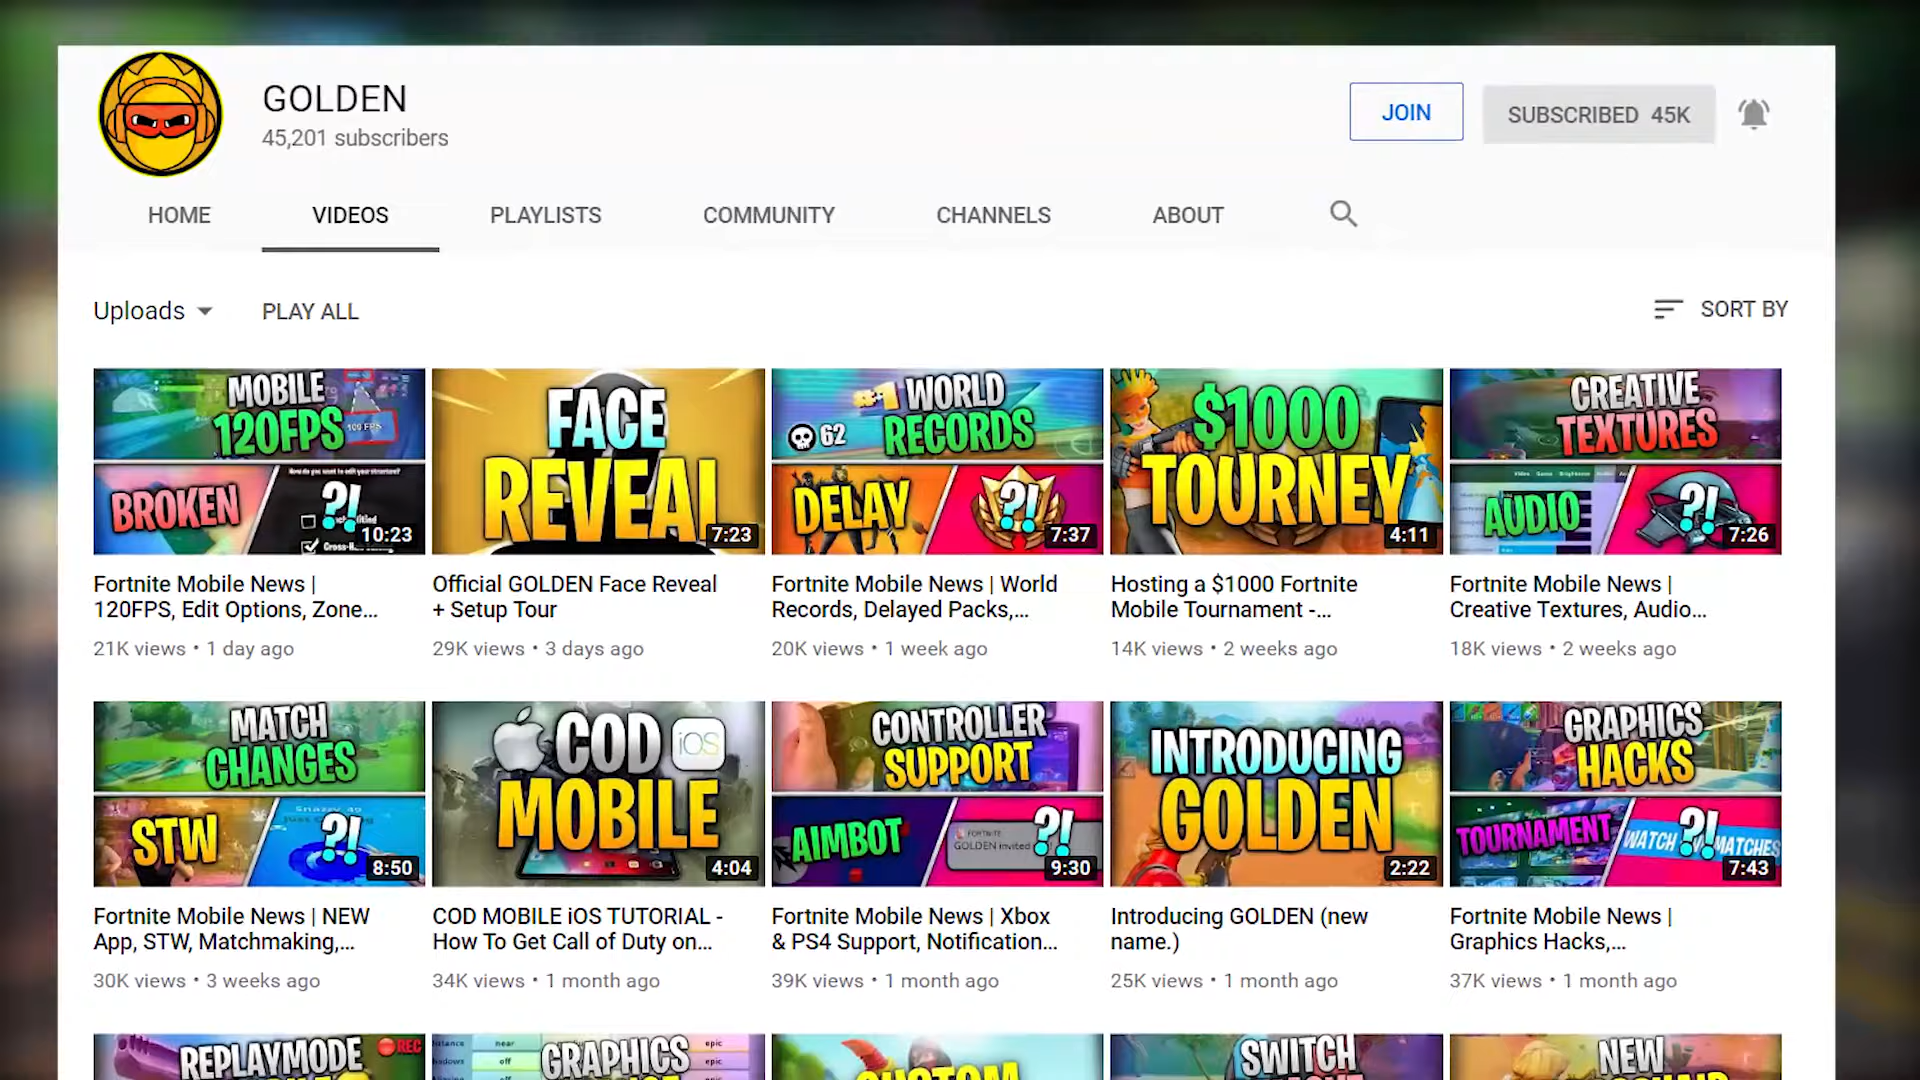 GOLDEN
45,201 subscribers
JOIN
SUBSCRIBED 45K
HOME
VIDEOS
PLAYLISTS
COMMUNITY
CHANNELS
ABOUT
Uploads
PLAY ALL
SORT BY
MOBILE
120FPS
BROKEN
?!
10:23
FACE
REVEAL
7:23
#1 WORLD
RECORDS
62
DELAY
?!
7:37
$1000
TOURNEY
4:11
CREATIVE
TEXTURES
AUDIO
?!
7:26
Fortnite Mobile News |
120FPS, Edit Options, Zone...
21K views • 1 day ago
Official GOLDEN Face Reveal
+ Setup Tour
29K views • 3 days ago
Fortnite Mobile News | World
Records, Delayed Packs,...
20K views • 1 week ago
Hosting a $1000 Fortnite
Mobile Tournament -...
14K views • 2 weeks ago
Fortnite Mobile News |
Creative Textures, Audio...
18K views • 2 weeks ago
MATCH
CHANGES
STW
?!
8:50
COD iOS
MOBILE
4:04
CONTROLLER
SUPPORT
AIMBOT
FORTNITE
GOLDEN invited
?!
9:30
INTRODUCING
GOLDEN
2:22
GRAPHICS
HACKS
TOURNAMENT
WATCH
MATCHES
?!
7:43
Fortnite Mobile News | NEW
App, STW, Matchmaking,...
30K views • 3 weeks ago
COD MOBILE iOS TUTORIAL -
How To Get Call of Duty on...
34K views • 1 month ago
Fortnite Mobile News | Xbox
& PS4 Support, Notification...
39K views • 1 month ago
Introducing GOLDEN (new
name.)
25K views • 1 month ago
Fortnite Mobile News |
Graphics Hacks,...
37K views • 1 month ago
REPLAYMODE
REC
near
off
GRAPHICS
epic
epic
CUSTOM
SWITCH
NEW